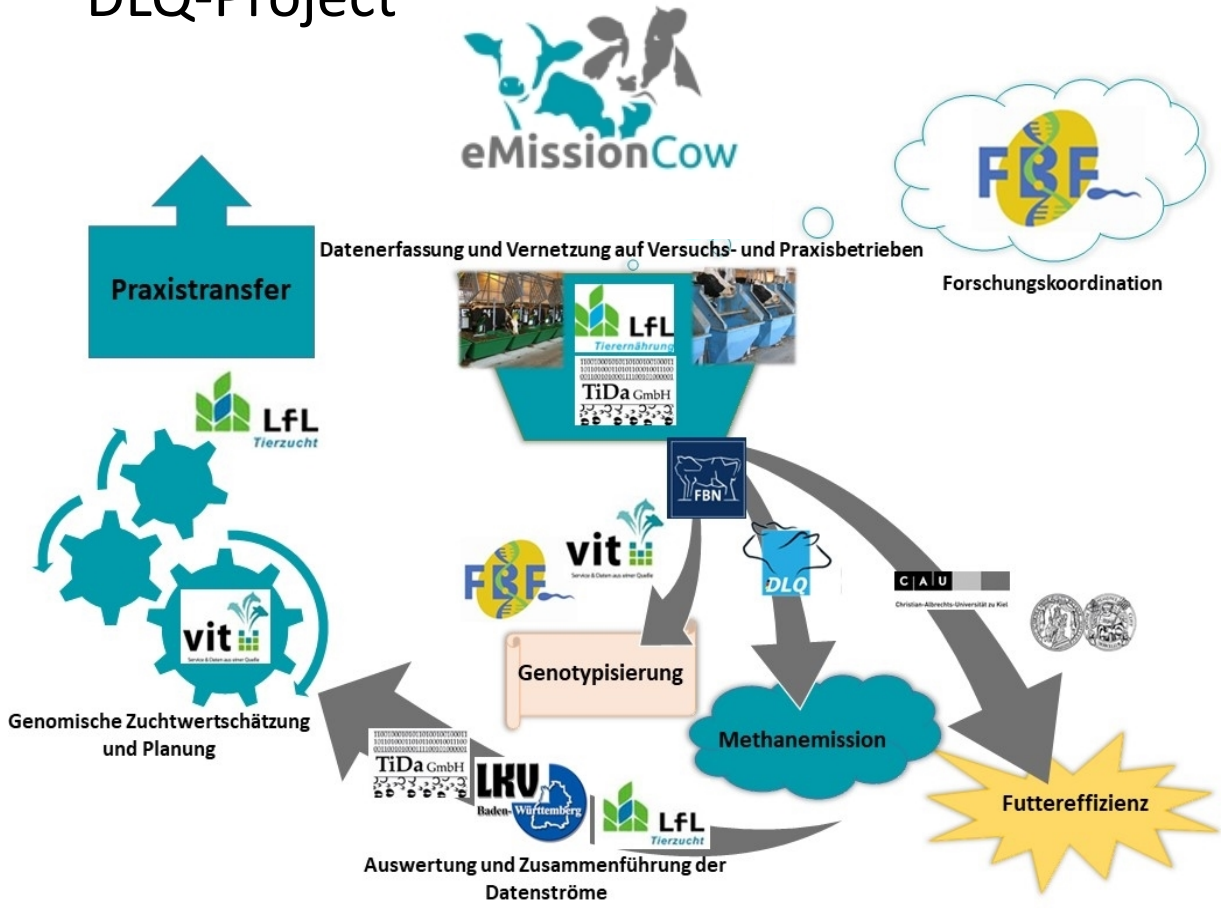 DLQ-Project
eMissionCow
FBF
Forschungskoordination
Datenerfassung und Vernetzung auf Versuchs- und Praxisbetrieben
Praxistransfer
LfL
Tierernährung
TiDa GmbH
LfL
Tierzucht
FBN
FBF
vit
Service & Daten aus einer Quelle
DLQ
CAU
Christian-Albrechts-Universität zu Kiel
vit
Service & Daten aus einer Quelle
Genotypisierung
Genomische Zuchtwertschätzung
und Planung
Methanemission
Futtereffizienz
TiDa GmbH
LKV
Baden-Württemberg
LfL
Tierzucht
Auswertung und Zusammenführung der
Datenströme